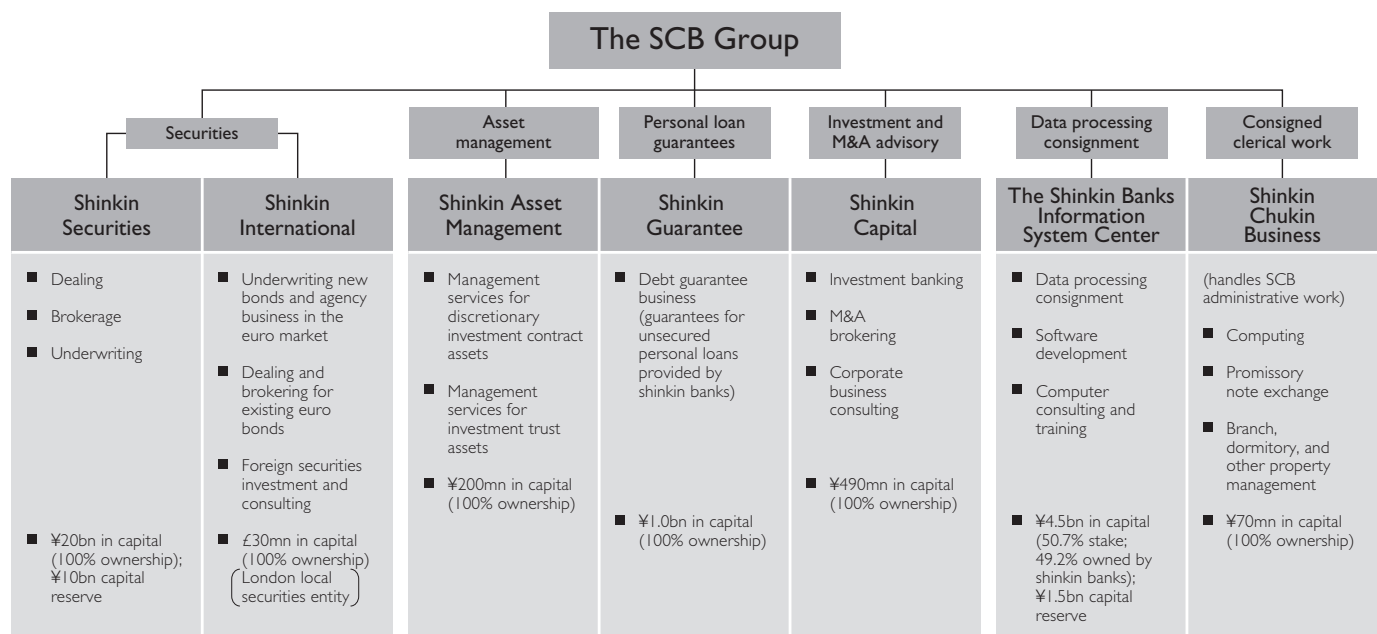 The SCB Group
Securities
Asset
management
Personal loan
guarantees
Investment and
M&A advisory
Data processing
consignment
Consigned
clerical work
Shinkin
Securities
■ Dealing
■ Brokerage
■ Underwriting
■ ¥20bn in capital
(100% ownership);
¥10bn capital
reserve
Shinkin
International
■ Underwriting new
bonds and agency
business in the
euro market
■ Dealing and
brokering for
existing euro
bonds
■ Foreign securities
investment and
consulting
■ £30mn in capital
(100% ownership)
(London local
securities entity)
Shinkin Asset
Management
■ Management
services for
discretionary
investment contract
assets
■ Management
services for
investment trust
assets
■ ¥200mn in capital
(100% ownership)
Shinkin
Guarantee
■ Debt guarantee
business
(guarantees for
unsecured
personal loans
provided by
shinkin banks)
■ ¥1.0bn in capital
(100% ownership)
Shinkin
Capital
■ Investment banking
■ M&A
brokering
■ Corporate
business
consulting
■ ¥490mn in capital
(100% ownership)
The Shinkin Banks
Information
System Center
■ Data processing
consignment
■ Software
development
■ Computer
consulting and
training
■ ¥4.5bn in capital
(50.7% stake;
49.2% owned by
shinkin banks);
¥1.5bn capital
reserve
Shinkin
Chukin
Business
(handles SCB
administrative work)
■ Computing
■ Promissory
note exchange
■ Branch,
dormitory, and
other property
management
■ ¥70mn in capital
(100% ownership)